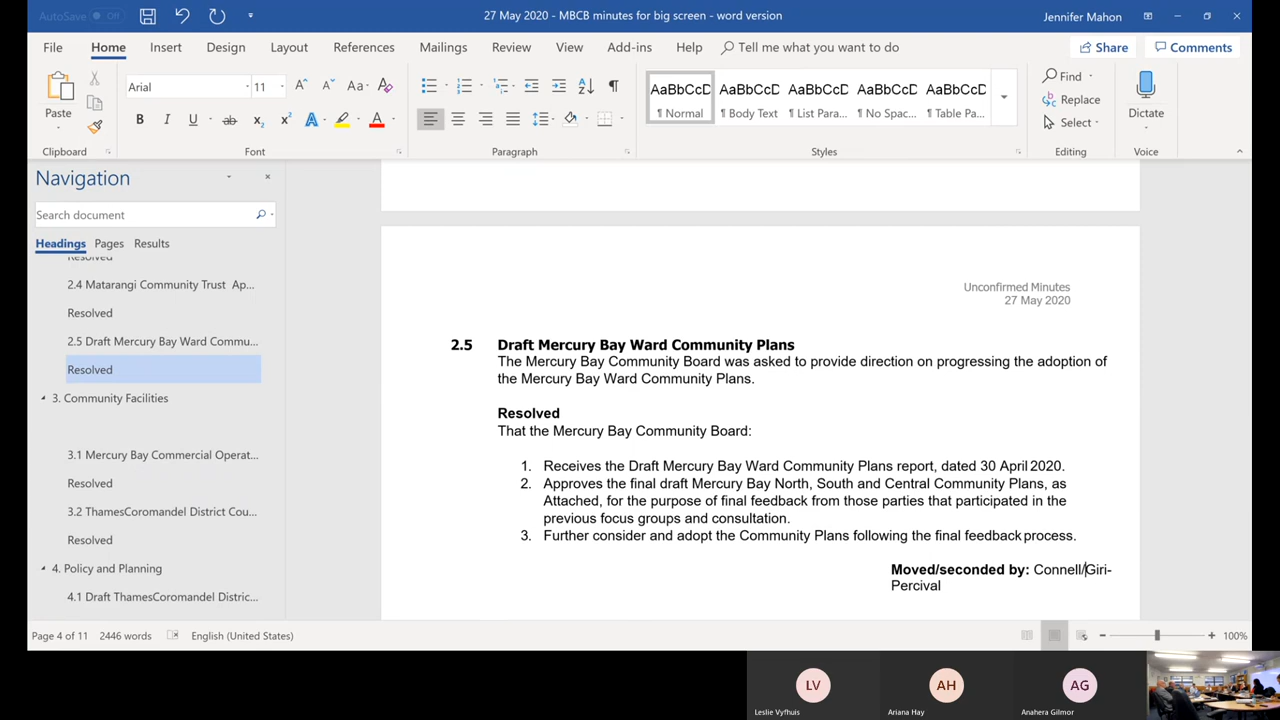 AutoSave Off
27 May 2020 - MBCB minutes for big screen - word version
Jennifer Mahon
File Home Insert Design Layout References Mailings Review View Add-ins Help Tell me what you want to do
Share Comments
Paste
Clipboard
Arial 11
Font
Paragraph
AaBbCcD AaBbCcD AaBbCcD AaBbCcD AaBbCcD
¶ Normal ¶ Body Text ¶ List Para... ¶ No Spac... ¶ Table Pa...
Styles
Find
Replace
Select
Editing
Dictate
Voice
Navigation
Search document
Headings Pages Results
Resolved
2.4 Matarangi Community Trust Ap...
Resolved
2.5 Draft Mercury Bay Ward Commu...
Resolved
3. Community Facilities
3.1 Mercury Bay Commercial Operat...
Resolved
3.2 ThamesCoromandel District Cou...
Resolved
4. Policy and Planning
4.1 Draft ThamesCoromandel Distric...
Unconfirmed Minutes
27 May 2020
2.5 Draft Mercury Bay Ward Community Plans
The Mercury Bay Community Board was asked to provide direction on progressing the adoption of
the Mercury Bay Ward Community Plans.
Resolved
That the Mercury Bay Community Board:
1. Receives the Draft Mercury Bay Ward Community Plans report, dated 30 April 2020.
2. Approves the final draft Mercury Bay North, South and Central Community Plans, as
Attached, for the purpose of final feedback from those parties that participated in the
previous focus groups and consultation.
3. Further consider and adopt the Community Plans following the final feedback process.
Moved/seconded by: Connell/Giri-
Percival
Page 4 of 11 2446 words English (United States) 100%
LV AH AG
Leslie Vyfhuis Ariana Hay Anahera Gilmor